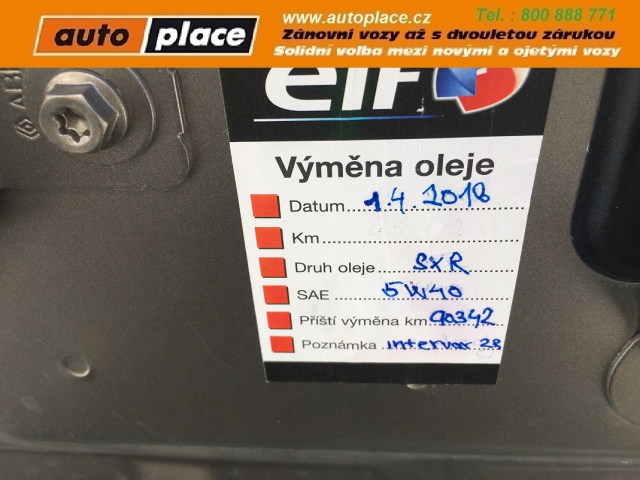 auto place
www.autoplace.cz
Tel. : 800 888 771
Zánovní vozy až s dvouletou zárukou
Solidní volba mezi novými a ojetými vozy
elf
Výměna oleje
Datum 1.4.2018
Km
Druh oleje SXR
SAE 5W40
Příští výměna km 90342
Poznámka